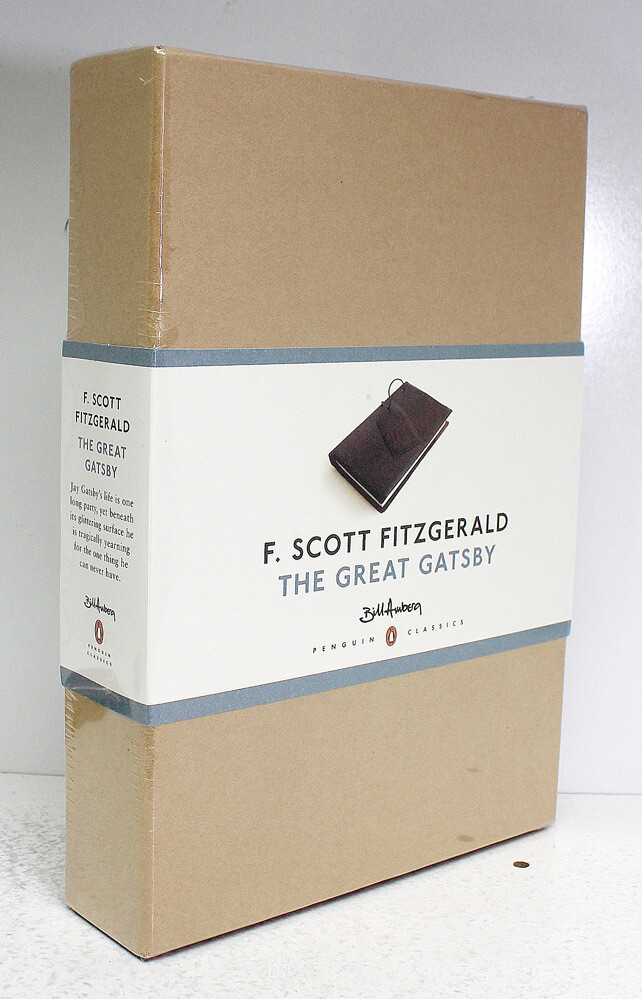 F. SCOTT
FITZGERALD
THE GREAT
GATSBY
Jay Gatsby's life is one
long party, yet beneath
its glittering surface he
is tragically yearning
for the one thing he
can never have.
Bill Amberg
PENGUIN
CLASSICS
F. SCOTT FITZGERALD
THE GREAT GATSBY
Bill Amberg
PENGUIN CLASSICS